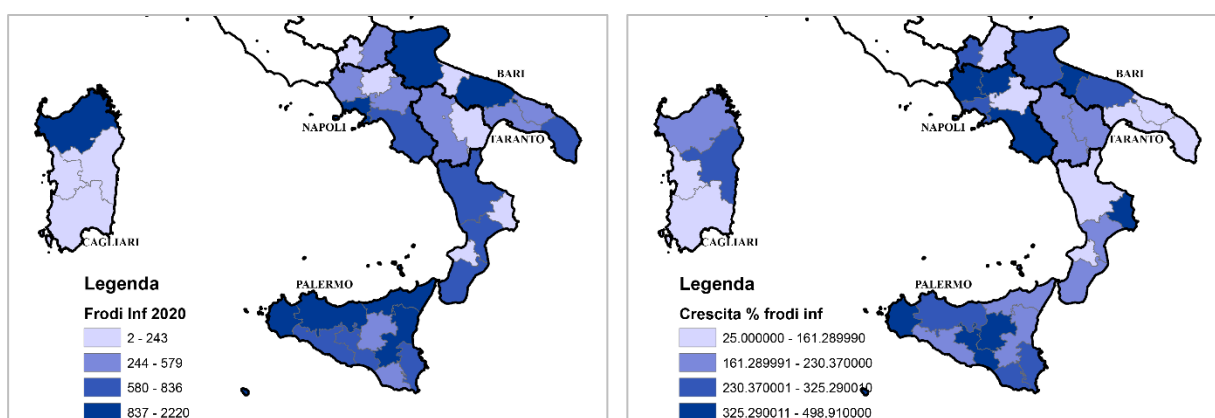 BARI
NAPOLI
TARANTO
CAGLIARI
Legenda
PALERMO
Frodi Inf 2020
2 - 243
244 - 579
580 - 836
837 - 2220
BARI
NAPOLI
TARANTO
CAGLIARI
Legenda
PALERMO
Crescita % frodi inf
25.000000 - 161.289990
161.289991 - 230.370000
230.370001 - 325.290010
325.290011 - 498.910000